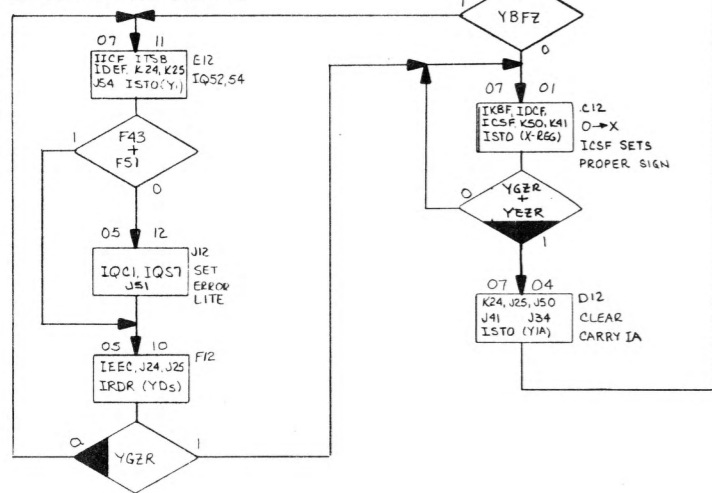 1
YBFZ
0
07 11
IICF ITSB
IDEF, K24, K25
J54 ISTO(Y1)
E12
IQ52,54
1
F43
+
F51
0
05 12
IQC1, IQS7
J51
J12
SET
ERROR
LITE
05 10
IEEC, J24, J25
IRDR (YDs)
F12
0
YGZR
1
07 01
IKBF, IDCF,
ICSF, K50, K41
ISTO (X-REG)
C12
O→X
ICSF SETS
PROPER SIGN
0
YGZR
+
YEZR
1
07 04
K24, J25, J50
J41 J34
ISTO (YIA)
D12
CLEAR
CARRY IA